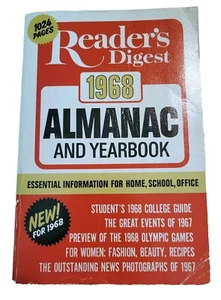 1024
PAGES
Reader's
Digest
1968
ALMANAC
AND YEARBOOK
ESSENTIAL INFORMATION FOR HOME, SCHOOL, OFFICE
NEW!
FOR 1968
STUDENT'S 1968 COLLEGE GUIDE
THE GREAT EVENTS OF 1967
PREVIEW OF THE 1968 OLYMPIC GAMES
FOR WOMEN: FASHION, BEAUTY, RECIPES
THE OUTSTANDING NEWS PHOTOGRAPHS OF 1967